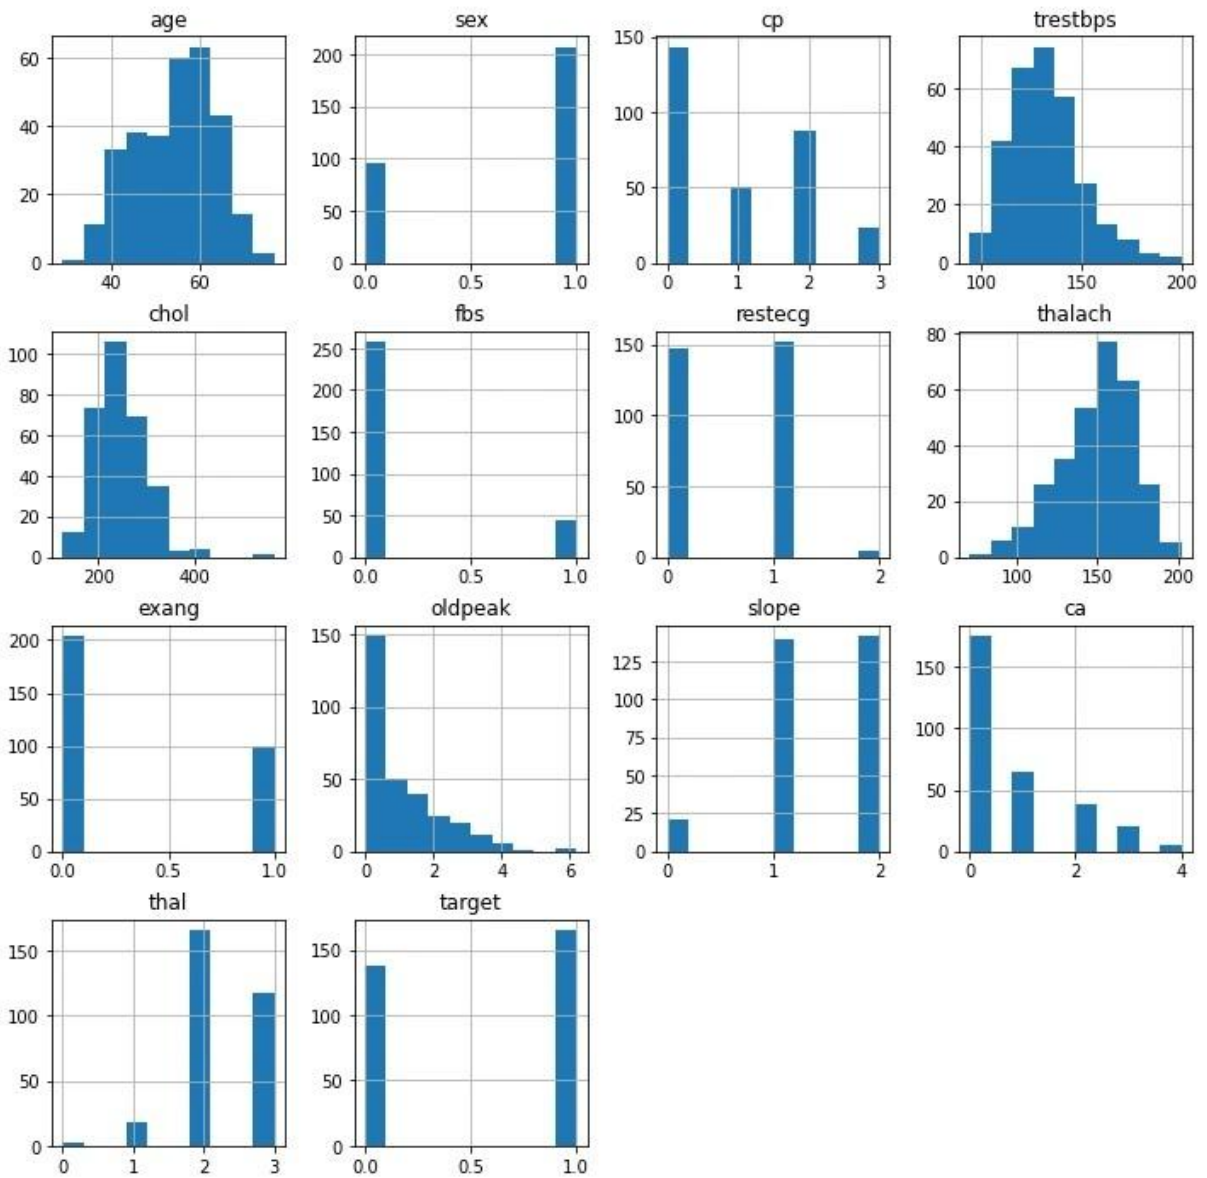 age sex cp trestbps
60 40 20 0
40 60
200 150 100 50 0
0.0 0.5 1.0
150 100 50 0
0 1 2 3
60 40 20 0
100 150 200
chol fbs restecg thalach
100 80 60 40 20 0
200 400
250 200 150 100 50 0
0.0 0.5 1.0
150 100 50 0
0 1 2
80 60 40 20 0
100 150 200
exang oldpeak slope ca
200 150 100 50 0
0.0 0.5 1.0
150 100 50 0
0 2 4 6
125 100 75 50 25 0
0 1 2
150 100 50 0
0 2 4
thal target
150 100 50 0
0 1 2 3
150 100 50 0
0.0 0.5 1.0